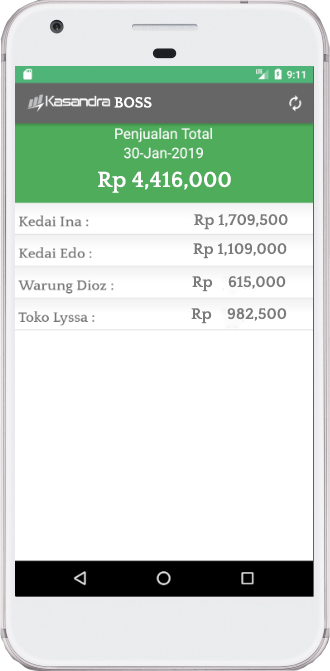 9:11
Kasandra BOSS
Penjualan Total
30-Jan-2019
Rp 4,416,000
Kedai Ina : Rp 1,709,500
Kedai Edo : Rp 1,109,000
Warung Dioz : Rp 615,000
Toko Lyssa : Rp 982,500